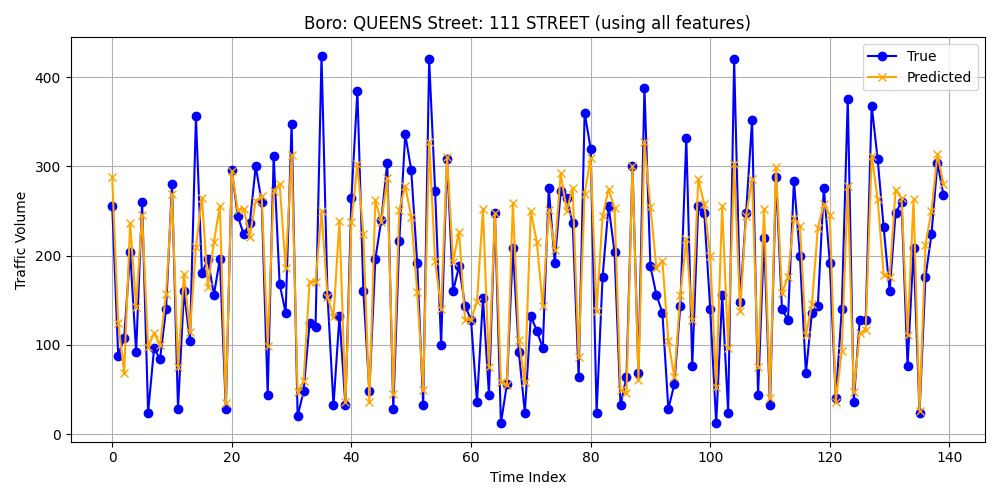 Boro: QUEENS Street: 111 STREET (using all features)
True
Predicted
Traffic Volume
400
300
200
100
0
0 20 40 60 80 100 120 140
Time Index